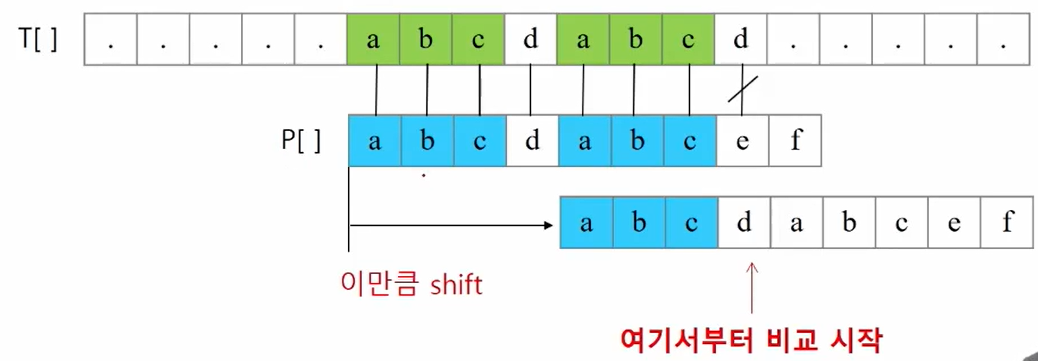 T[ ] . . . . . a b c d a b c d . . . . .
P[ ] a b c d a b c e f
a b c d a b c e f
이만큼 shift
여기서부터 비교 시작